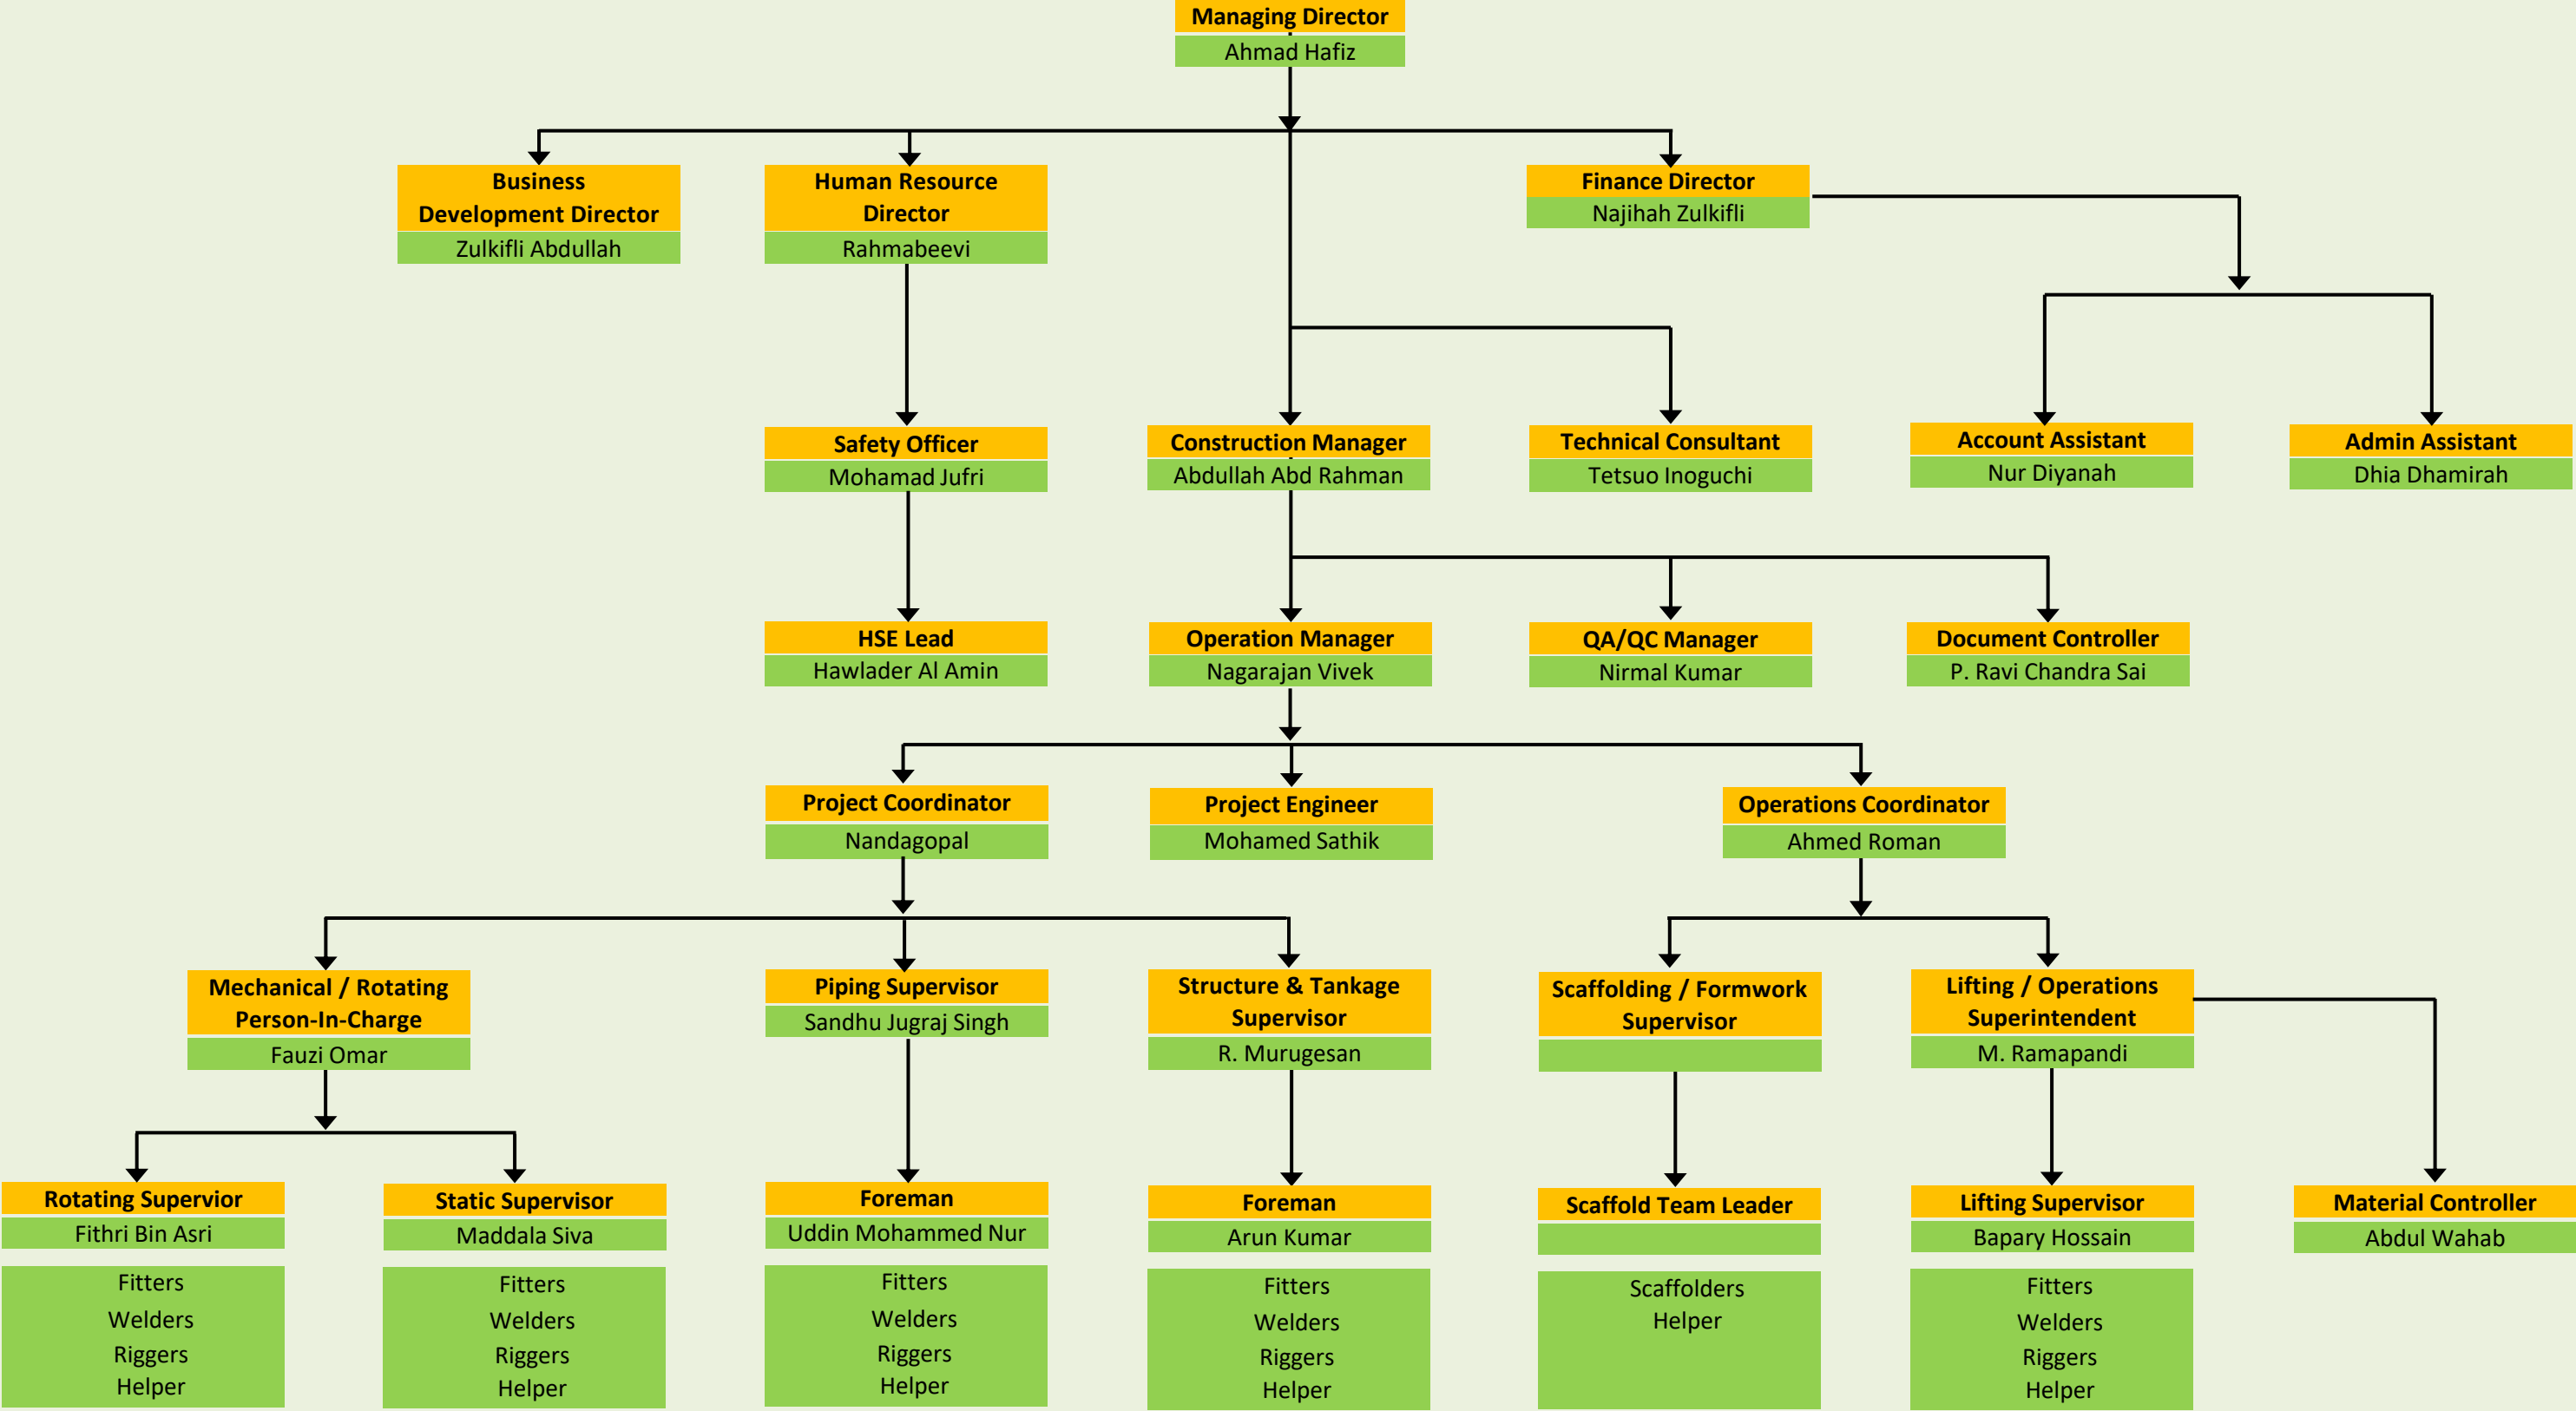 Managing Director
Ahmad Hafiz
Business
Development Director
Zulkifli Abdullah
Human Resource
Director
Rahmabeevi
Finance Director
Najihah Zulkifli
Safety Officer
Mohamad Jufri
Construction Manager
Abdullah Abd Rahman
Technical Consultant
Tetsuo Inoguchi
Account Assistant
Nur Diyanah
Admin Assistant
Dhia Dhamirah
HSE Lead
Hawlader Al Amin
Operation Manager
Nagarajan Vivek
QA/QC Manager
Nirmal Kumar
Document Controller
P. Ravi Chandra Sai
Project Coordinator
Nandagopal
Project Engineer
Mohamed Sathik
Operations Coordinator
Ahmed Roman
Mechanical / Rotating
Person-In-Charge
Fauzi Omar
Piping Supervisor
Sandhu Jugraj Singh
Structure & Tankage
Supervisor
R. Murugesan
Scaffolding / Formwork
Supervisor
Lifting / Operations
Superintendent
M. Ramapandi
Rotating Supervior
Fithri Bin Asri
Fitters
Welders
Riggers
Helper
Static Supervisor
Maddala Siva
Fitters
Welders
Riggers
Helper
Foreman
Uddin Mohammed Nur
Fitters
Welders
Riggers
Helper
Foreman
Arun Kumar
Fitters
Welders
Riggers
Helper
Scaffold Team Leader
Scaffolders
Helper
Lifting Supervisor
Bapary Hossain
Fitters
Welders
Riggers
Helper
Material Controller
Abdul Wahab